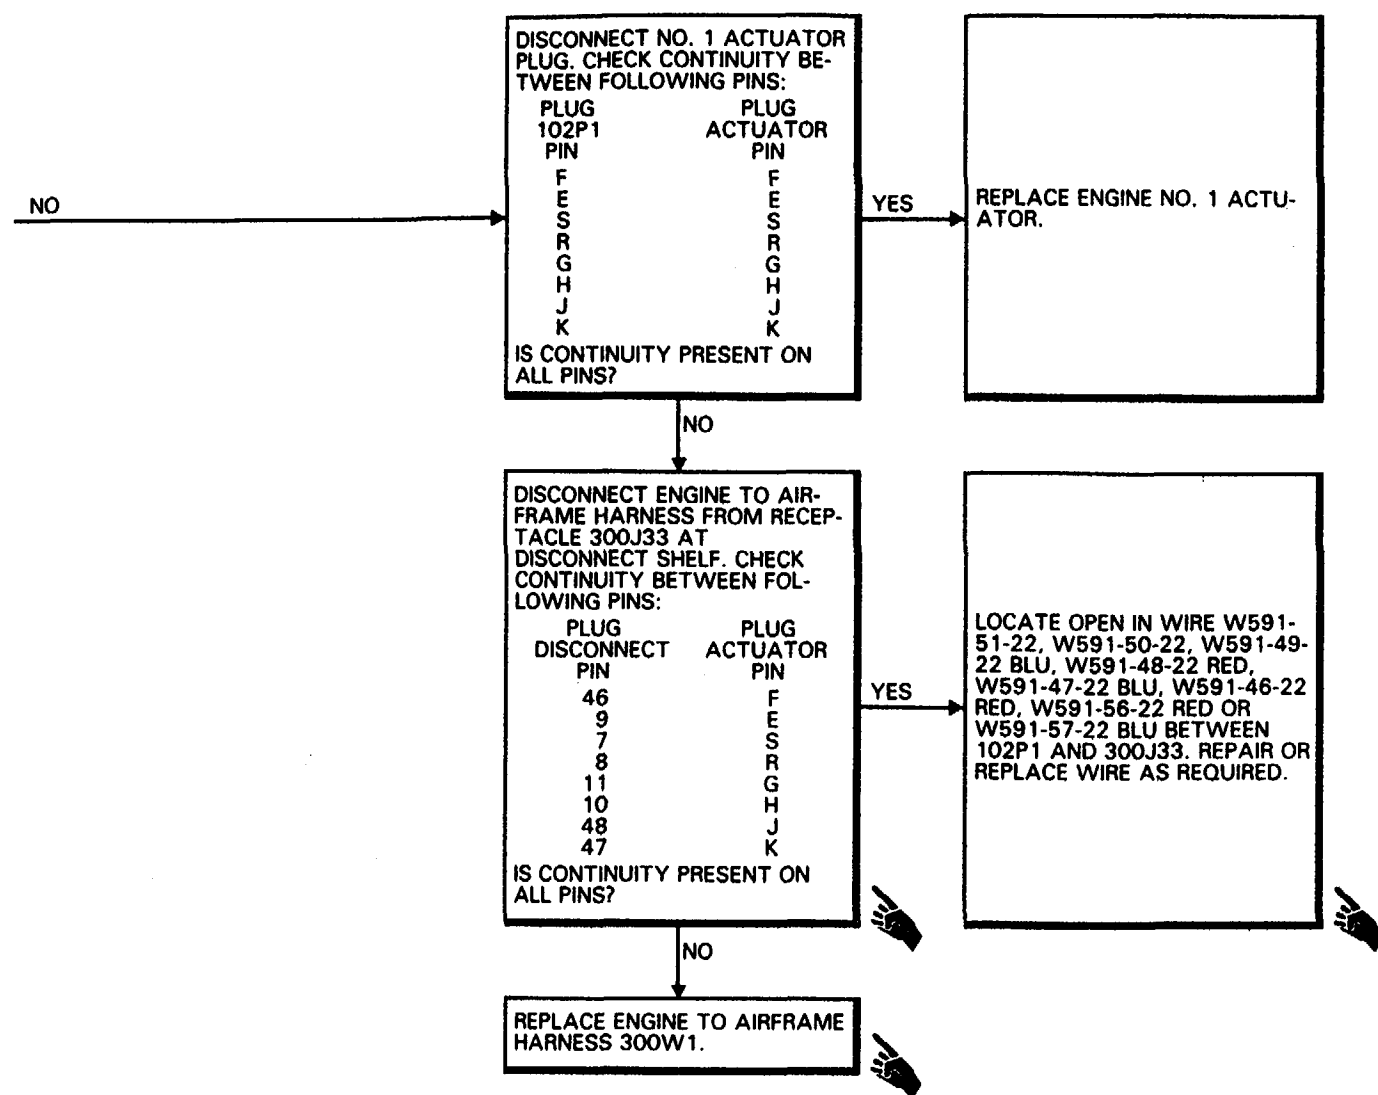 DISCONNECT NO. 1 ACTUATOR
PLUG. CHECK CONTINUITY BE-
TWEEN FOLLOWING PINS:
PLUG PLUG
102P1 ACTUATOR
PIN PIN
F F
E E
S S
R R
G G
H H
J J
K K
IS CONTINUITY PRESENT ON
ALL PINS?
NO
YES
REPLACE ENGINE NO. 1 ACTU-
ATOR.
NO
DISCONNECT ENGINE TO AIR-
FRAME HARNESS FROM RECEP-
TACLE 300J33 AT
DISCONNECT SHELF. CHECK
CONTINUITY BETWEEN FOL-
LOWING PINS:
PLUG PLUG
DISCONNECT ACTUATOR
PIN PIN
46 F
9 E
7 S
8 R
11 G
10 H
48 J
47 K
IS CONTINUITY PRESENT ON
ALL PINS?
YES
LOCATE OPEN IN WIRE W591-
51-22, W591-50-22, W591-49-
22 BLU, W591-48-22 RED,
W591-47-22 BLU, W591-46-22
RED, W591-56-22 RED OR
W591-57-22 BLU BETWEEN
102P1 AND 300J33. REPAIR OR
REPLACE WIRE AS REQUIRED.
NO
REPLACE ENGINE TO AIRFRAME
HARNESS 300W1.